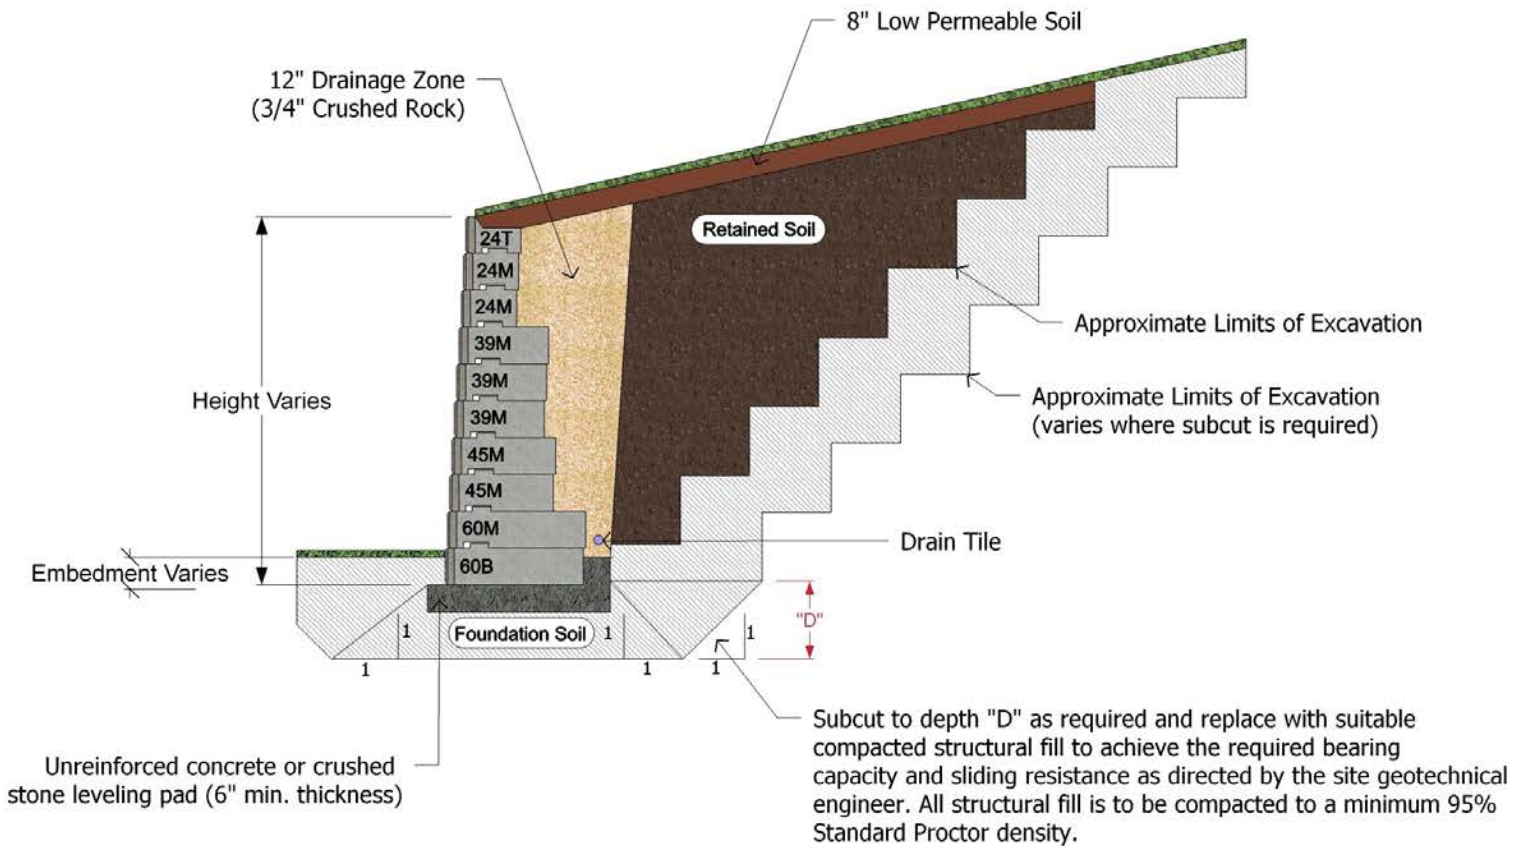 8" Low Permeable Soil
12" Drainage Zone
(3/4" Crushed Rock)
Retained Soil
24T
24M
24M
39M
39M
39M
45M
45M
60M
60B
Height Varies
Approximate Limits of Excavation
Approximate Limits of Excavation
(varies where subcut is required)
Drain Tile
Embedment Varies
"D"
Foundation Soil
1
1
1
1
1
1
Subcut to depth "D" as required and replace with suitable
compacted structural fill to achieve the required bearing
capacity and sliding resistance as directed by the site geotechnical
engineer. All structural fill is to be compacted to a minimum 95%
Standard Proctor density.
Unreinforced concrete or crushed
stone leveling pad (6" min. thickness)